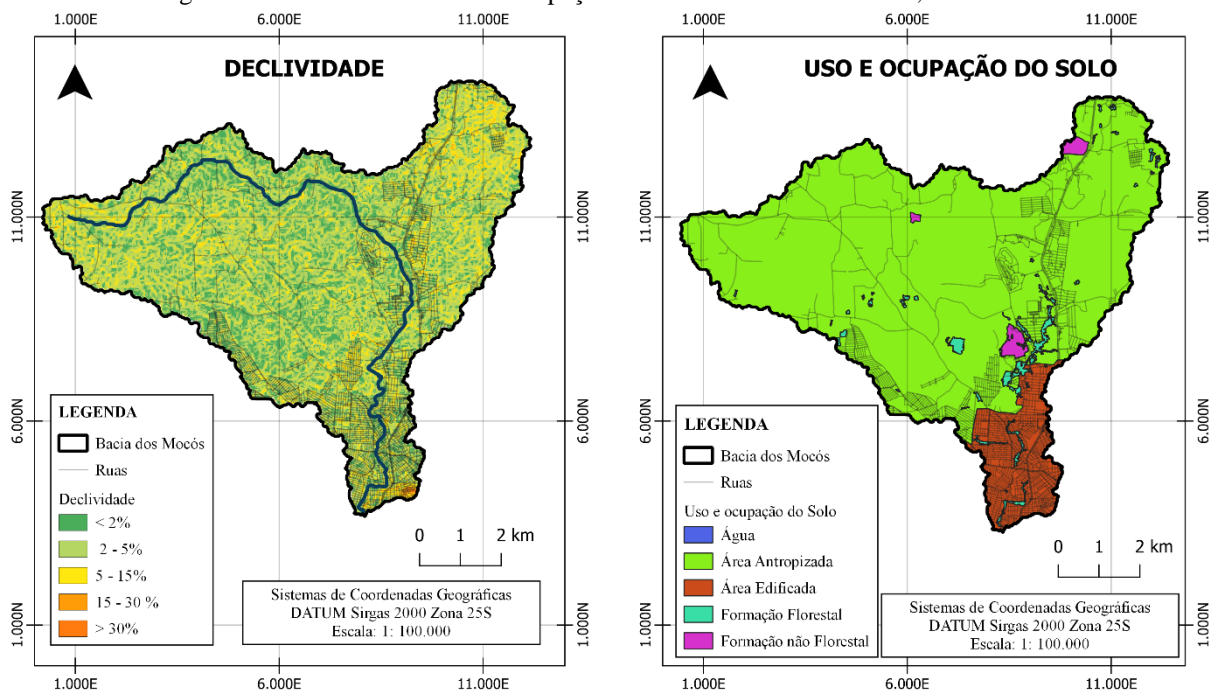 1.000E 6.000E 11.000E
DECLIVIDADE
11.000N
6.000N
1.000N
LEGENDA
Bacia dos Mocós
Ruas
Declividade
< 2%
2 - 5%
5 - 15%
15 - 30 %
> 30%
0 1 2 km
Sistemas de Coordenadas Geográficas
DATUM Sirgas 2000 Zona 25S
Escala: 1: 100.000
11.000N
6.000N
1.000N
1.000E 6.000E 11.000E
1.000E 6.000E 11.000E
USO E OCUPAÇÃO DO SOLO
11.000N
6.000N
1.000N
LEGENDA
Bacia dos Mocós
Ruas
Uso e ocupação do Solo
Água
Área Antropizada
Área Edificada
Formação Florestal
Formação não Florestal
0 1 2 km
Sistemas de Coordenadas Geográficas
DATUM Sirgas 2000 Zona 25S
Escala: 1: 100.000
11.000N
6.000N
1.000N
1.000E 6.000E 11.000E